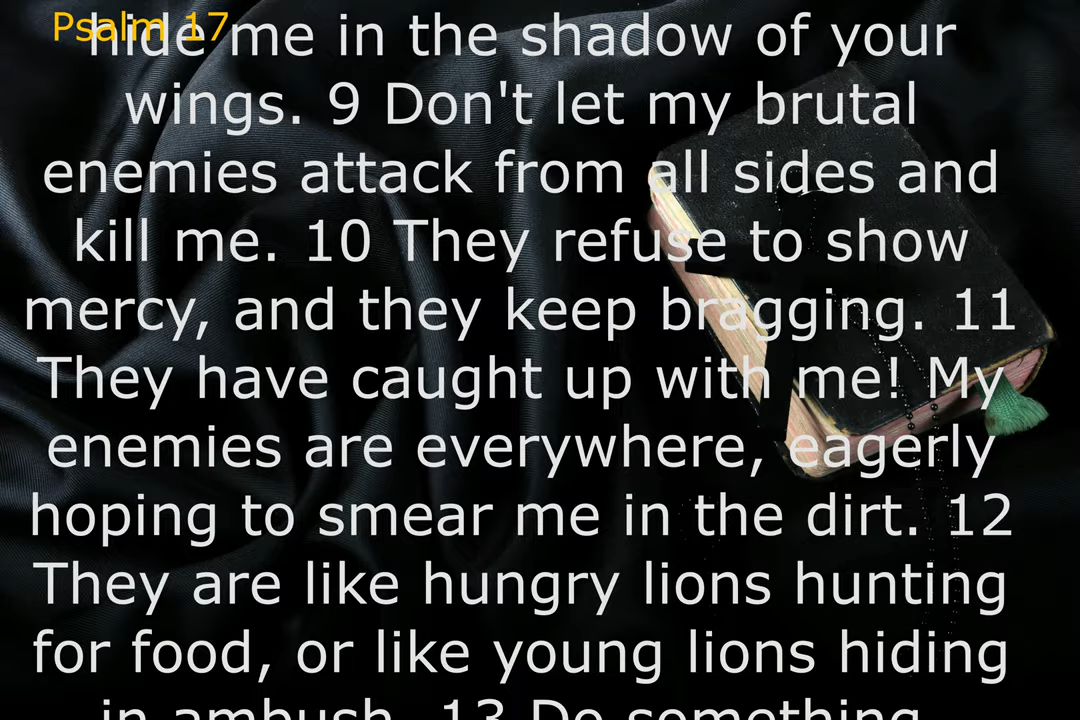 Psalm 17
hide me in the shadow of your
wings. 9 Don't let my brutal
enemies attack from all sides and
kill me. 10 They refuse to show
mercy, and they keep bragging. 11
They have caught up with me! My
enemies are everywhere, eagerly
hoping to smear me in the dirt. 12
They are like hungry lions hunting
for food, or like young lions hiding
in ambush. 13 Do something,